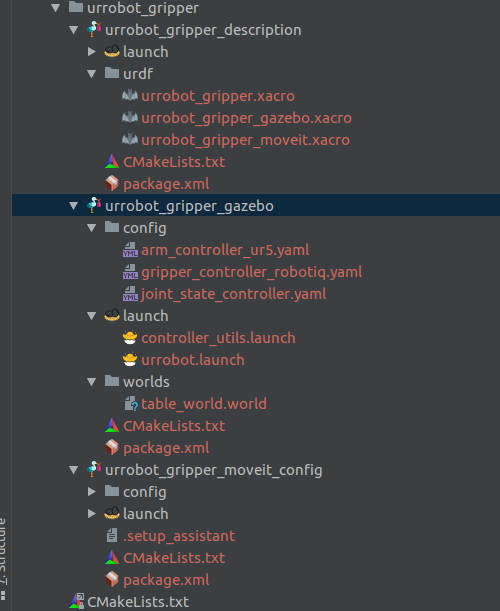 urrobot_gripper
urrobot_gripper_description
launch
urdf
urrobot_gripper.xacro
urrobot_gripper_gazebo.xacro
urrobot_gripper_moveit.xacro
CMakeLists.txt
package.xml
urrobot_gripper_gazebo
config
arm_controller_ur5.yaml
gripper_controller_robotiq.yaml
joint_state_controller.yaml
launch
controller_utils.launch
urrobot.launch
worlds
table_world.world
CMakeLists.txt
package.xml
urrobot_gripper_moveit_config
config
launch
.setup_assistant
CMakeLists.txt
package.xml
CMakeLists.txt
7: Structure